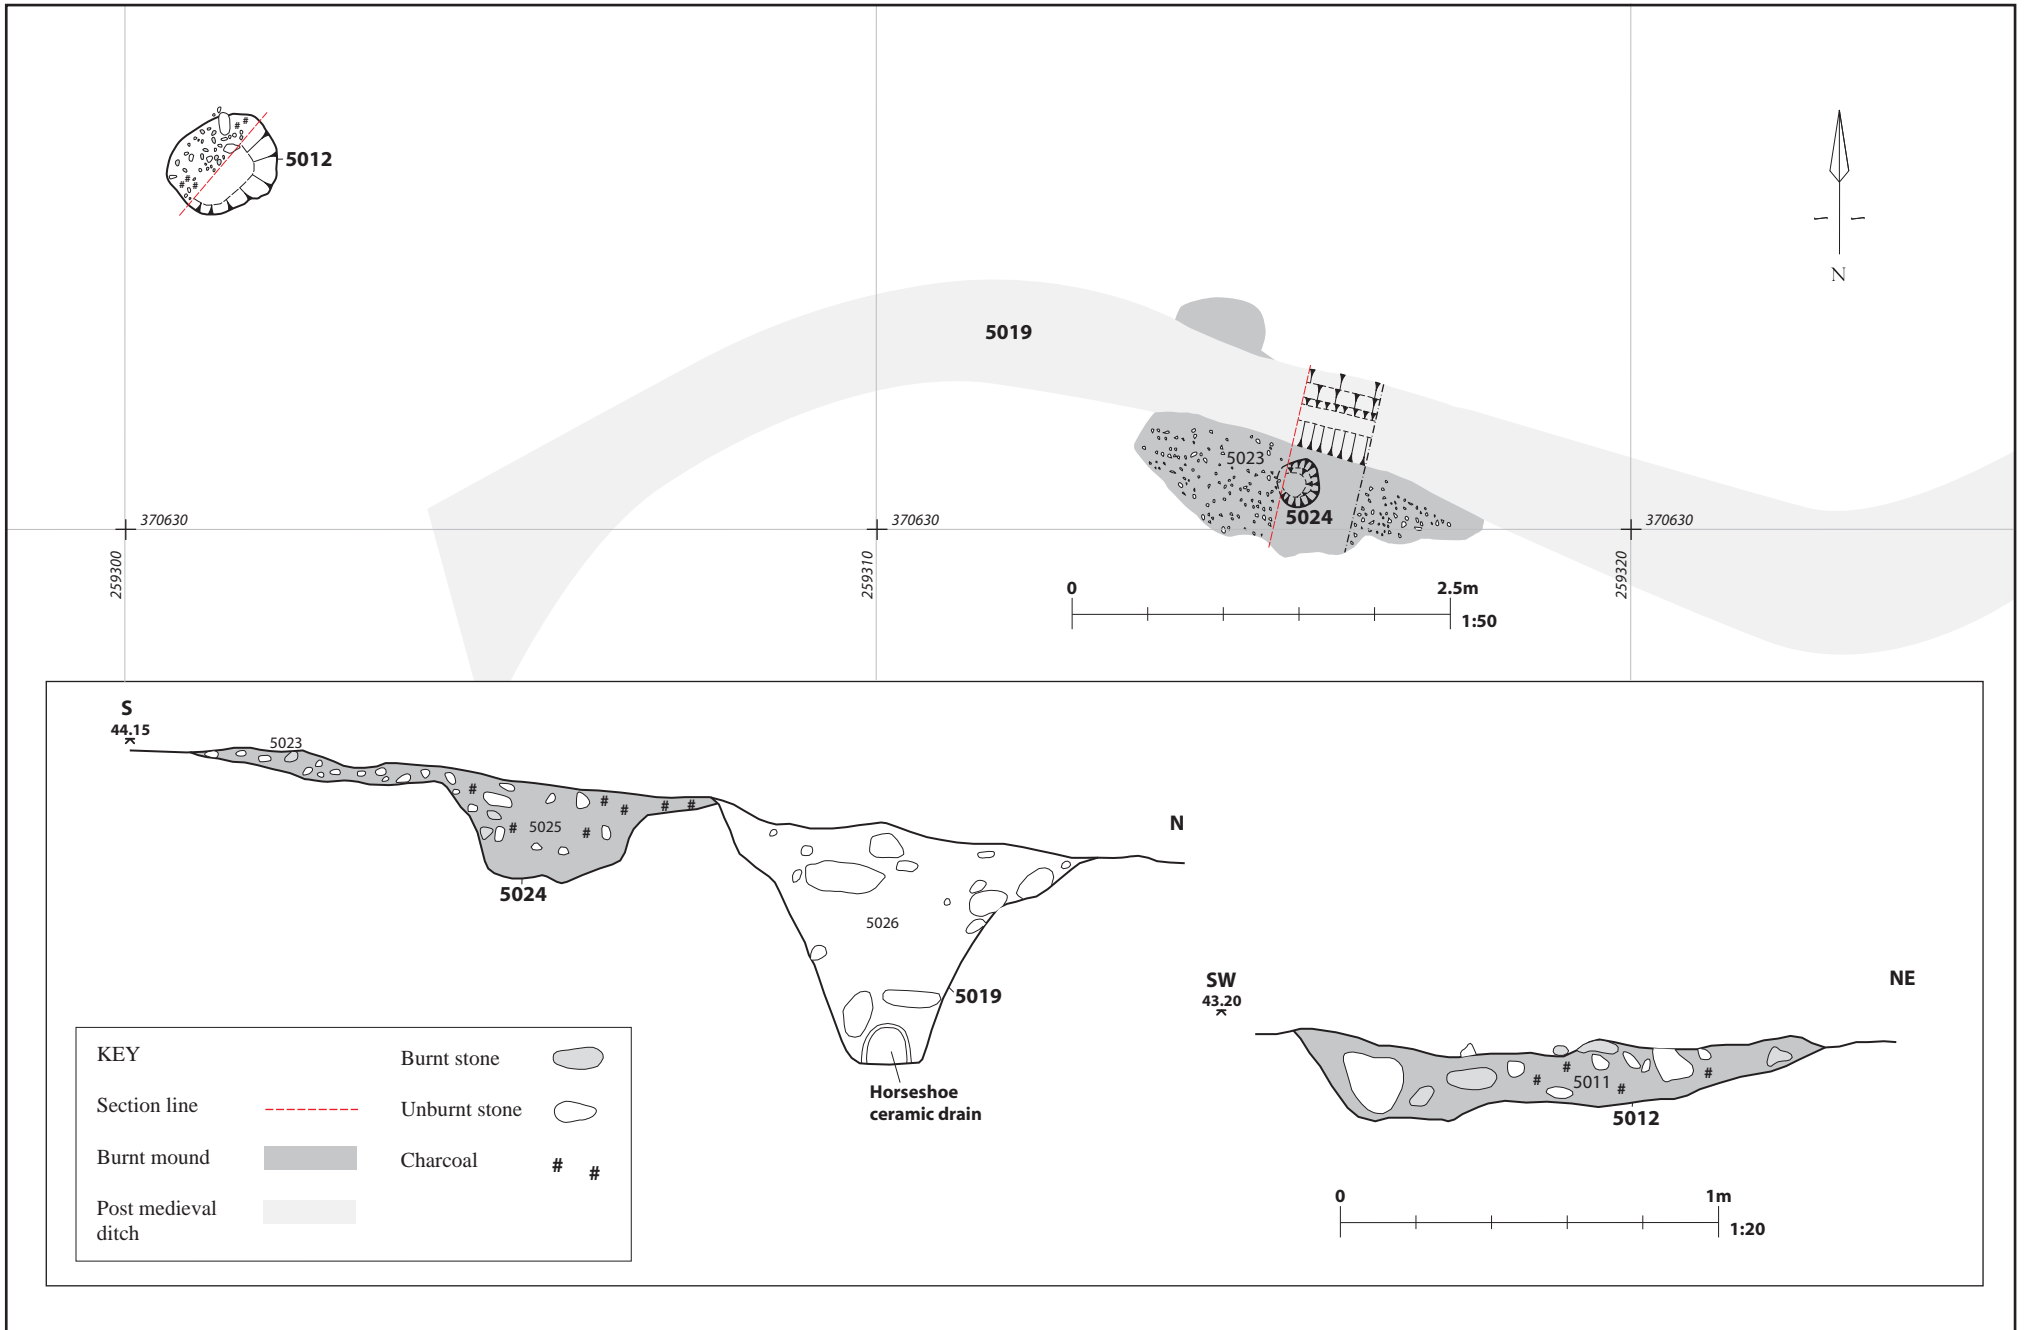 5012
N
5019
5023
5024
370630
370630
370630
259300
259310
259320
0 2.5m
1:50
S
44.15
5023
5025
5024
N
5026
5019
Horseshoe
ceramic drain
SW
43.20
NE
5011
5012
0 1m
1:20
KEY
Section line
Burnt mound
Post medieval
ditch
Burnt stone
Unburnt stone
Charcoal # #